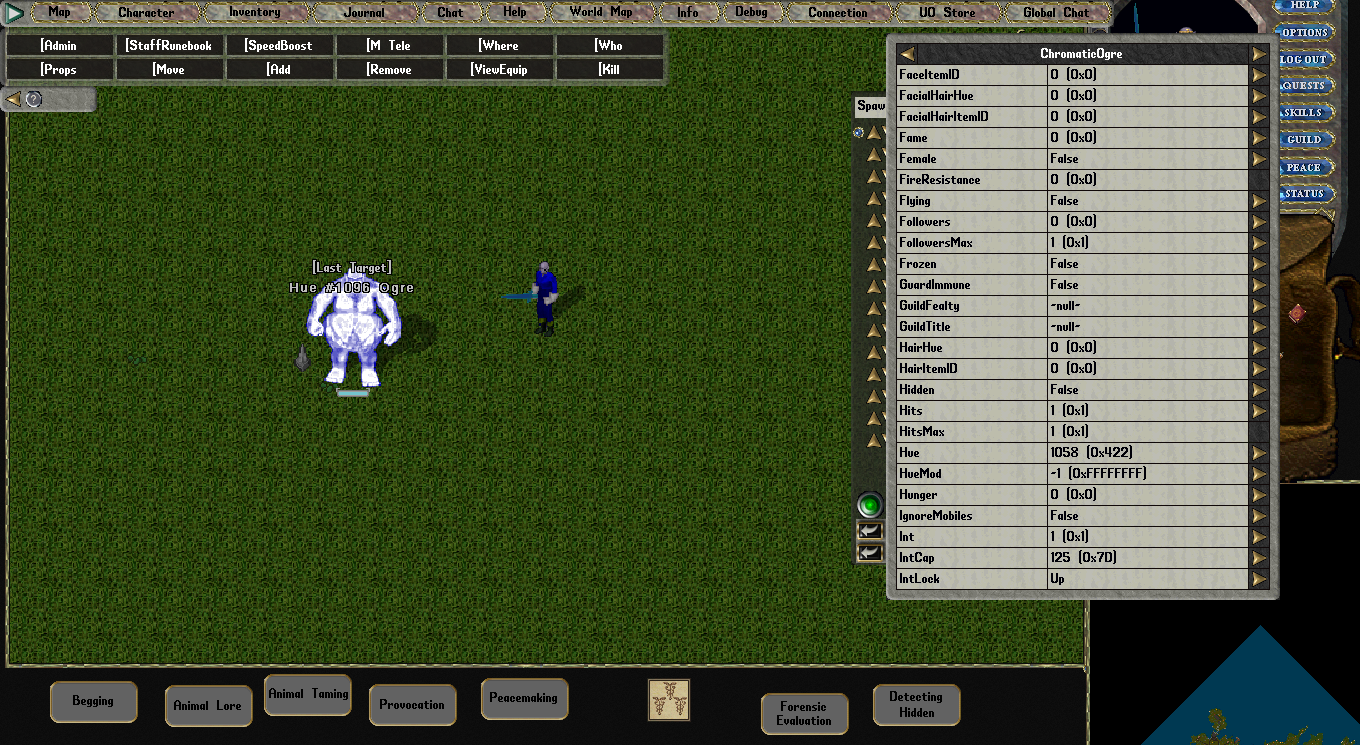 Map Character Inventory Journal Chat Help World Map Info Debug Connection UO Store Global Chat
HELP
OPTIONS
LOG OUT
QUESTS
SKILLS
GUILD
PEACE
STATUS
[Admin [StaffRunebook [SpeedBoost [M Tele [Where [Who
[Props [Move [Add [Remove [ViewEquip [Kill
?
Spaw
ChromaticOgre
FaceItemID 0 (0x0)
FacialHairHue 0 (0x0)
FacialHairItemID 0 (0x0)
Fame 0 (0x0)
Female False
FireResistance 0 (0x0)
Flying False
Followers 0 (0x0)
FollowersMax 1 (0x1)
Frozen False
GuardImmune False
GuildFealty -null-
GuildTitle -null-
HairHue 0 (0x0)
HairItemID 0 (0x0)
Hidden False
Hits 1 (0x1)
HitsMax 1 (0x1)
Hue 1058 (0x422)
HueMod -1 (0xFFFFFFFF)
Hunger 0 (0x0)
IgnoreMobiles False
Int 1 (0x1)
IntCap 125 (0x7D)
IntLock Up
[Last Target]
Hue #1096 Ogre
Begging
Animal Lore
Animal Taming
Provocation
Peacemaking
Forensic
Evaluation
Detecting
Hidden